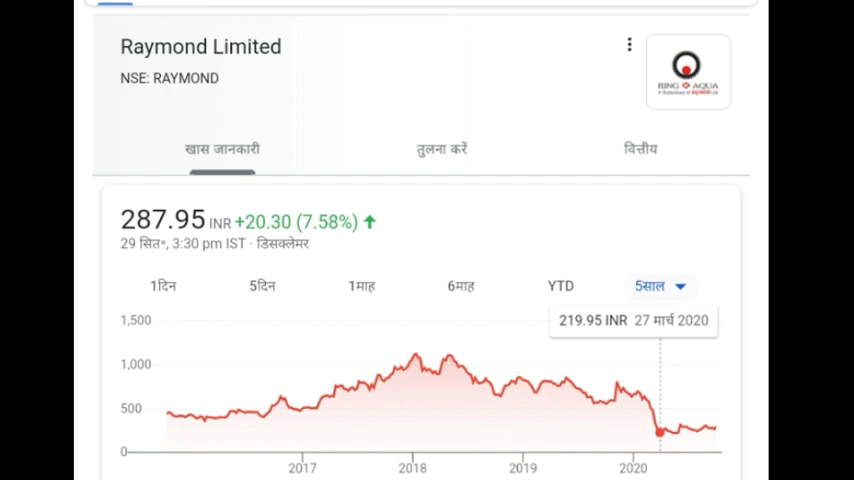 Raymond Limited
NSE: RAYMOND
RING AQUA
खास जानकारी तुलना करें वित्तीय
287.95 INR +20.30 (7.58%)
29 सित॰, 3:30 pm IST · डिसक्लेमर
1दिन 5दिन 1माह 6माह YTD 5साल
219.95 INR 27 मार्च 2020
1,500
1,000
500
0
2017 2018 2019 2020